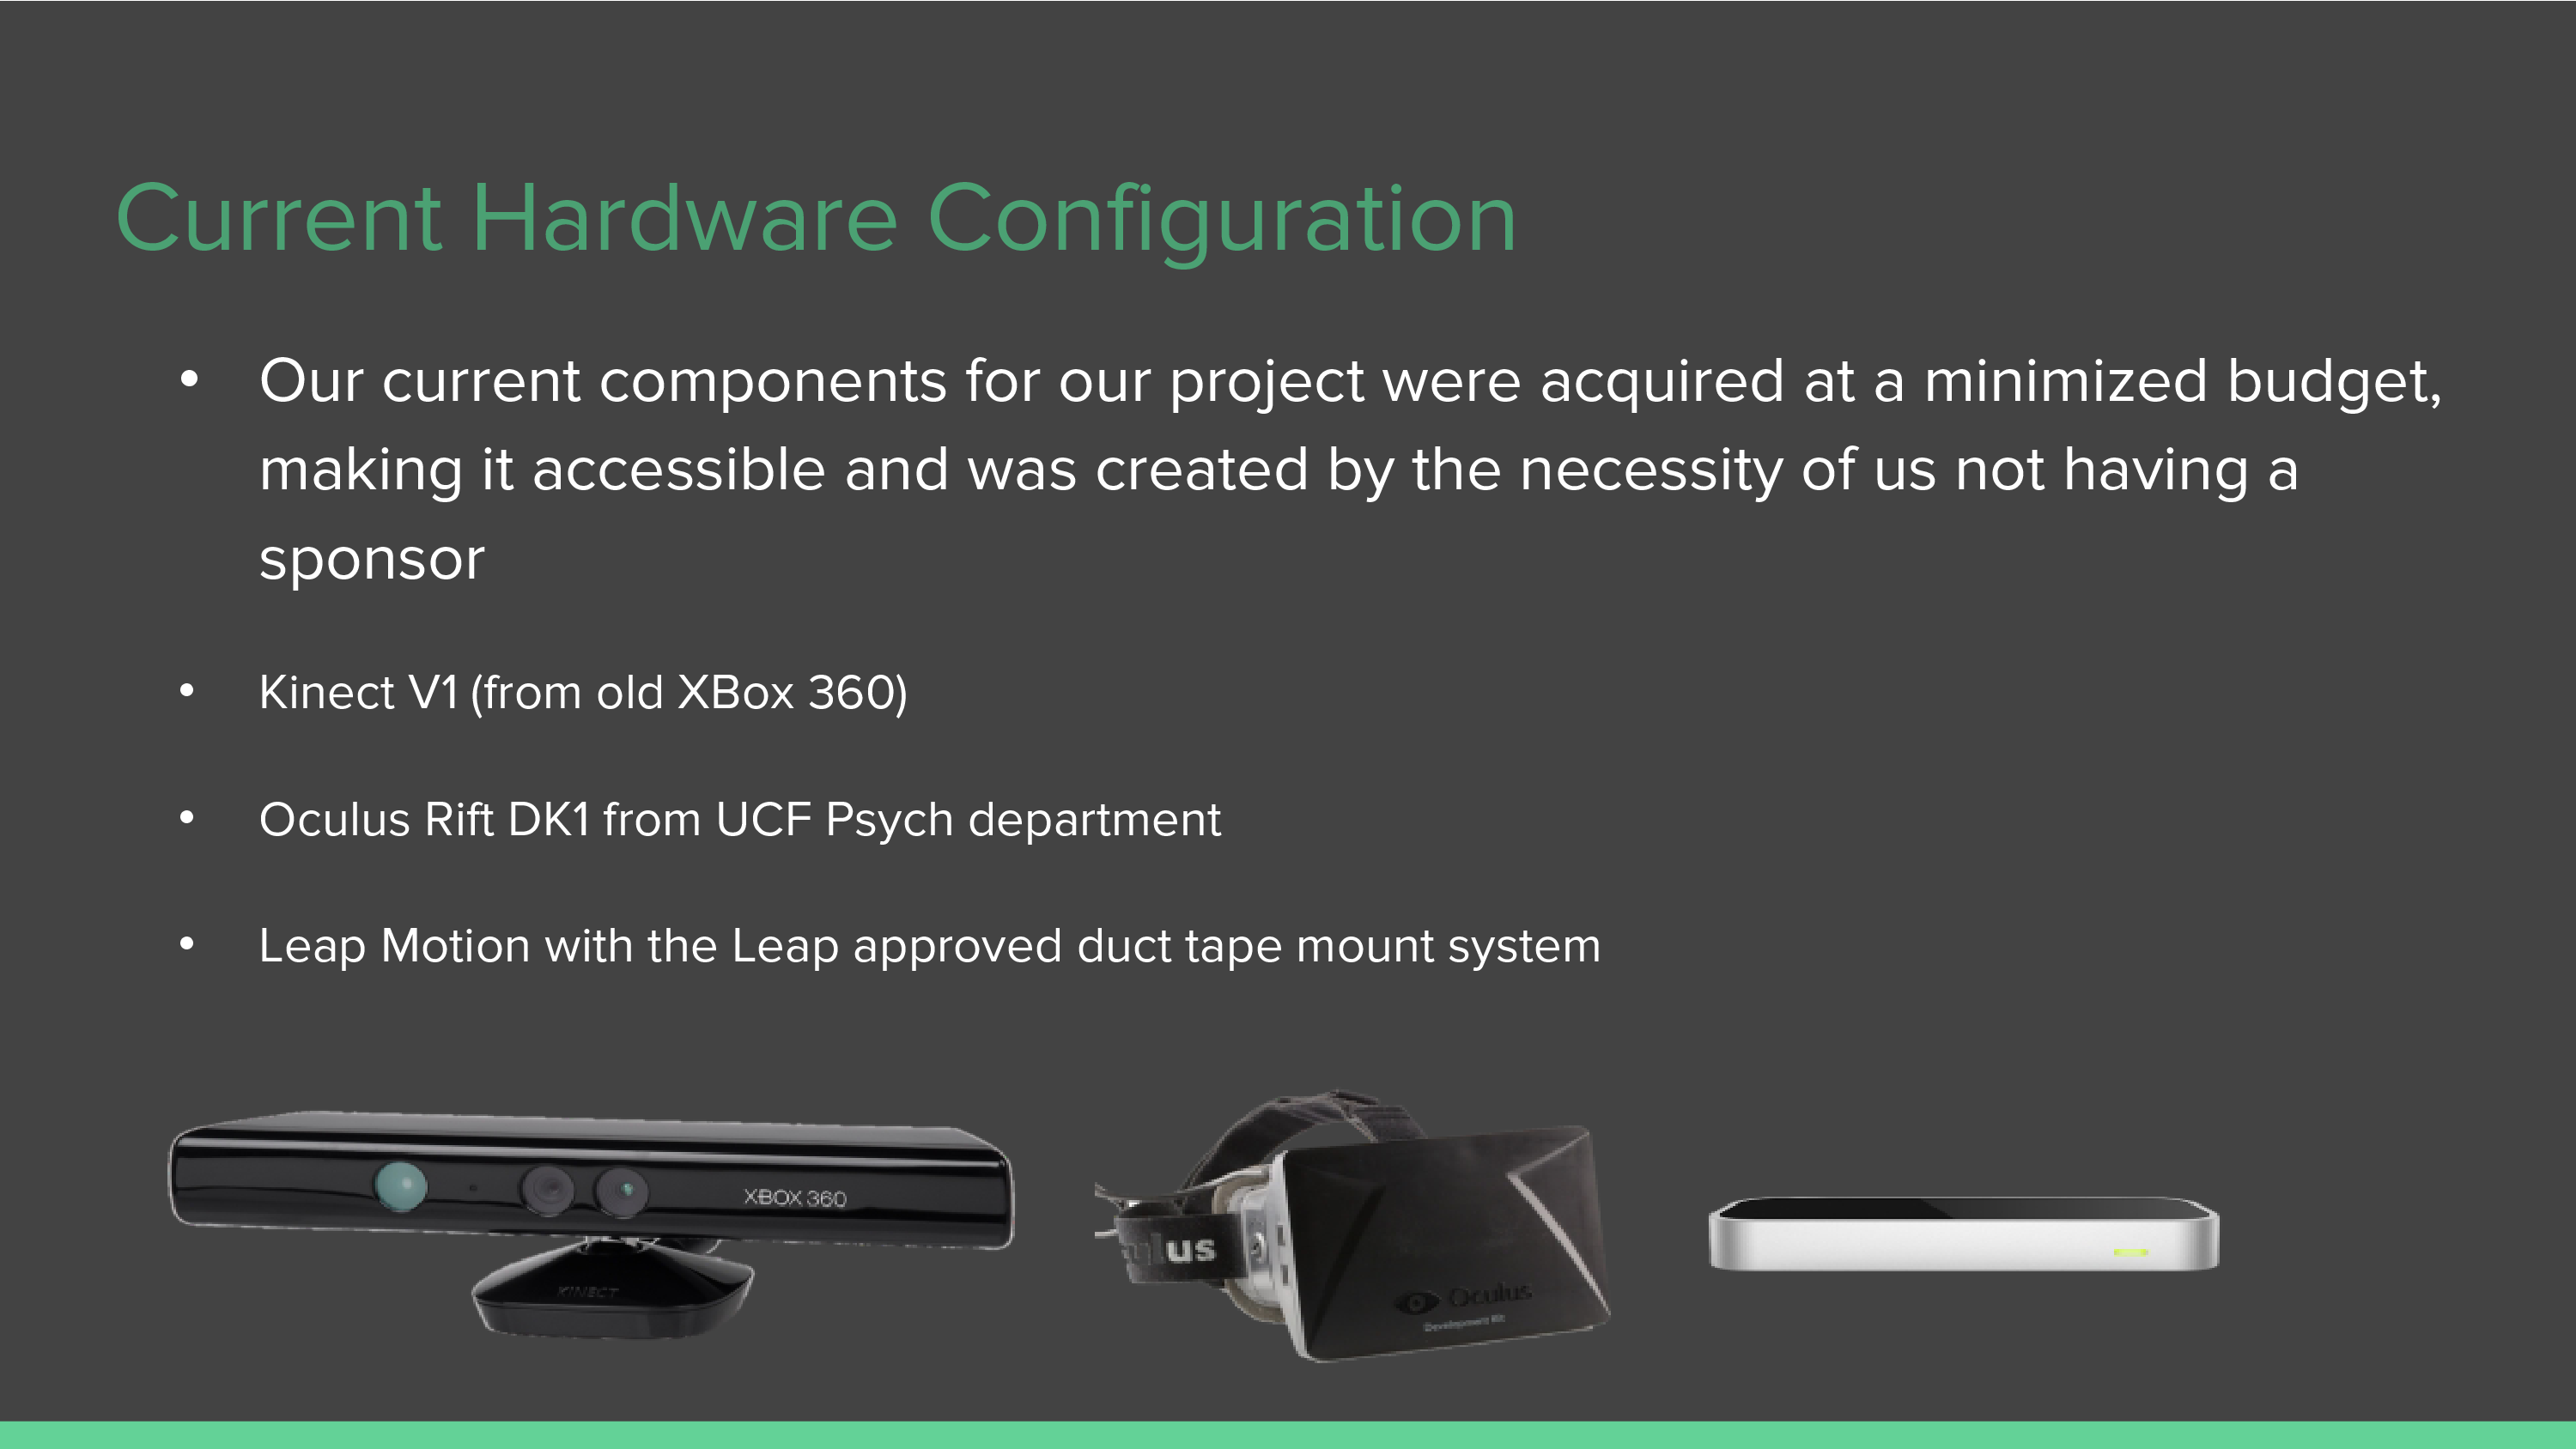 Current Hardware Configuration
• Our current components for our project were acquired at a minimized budget,
making it accessible and was created by the necessity of us not having a
sponsor
• Kinect V1 (from old XBox 360)
• Oculus Rift DK1 from UCF Psych department
• Leap Motion with the Leap approved duct tape mount system
XBOX 360
KINECT
us
Oculus
Development Kit